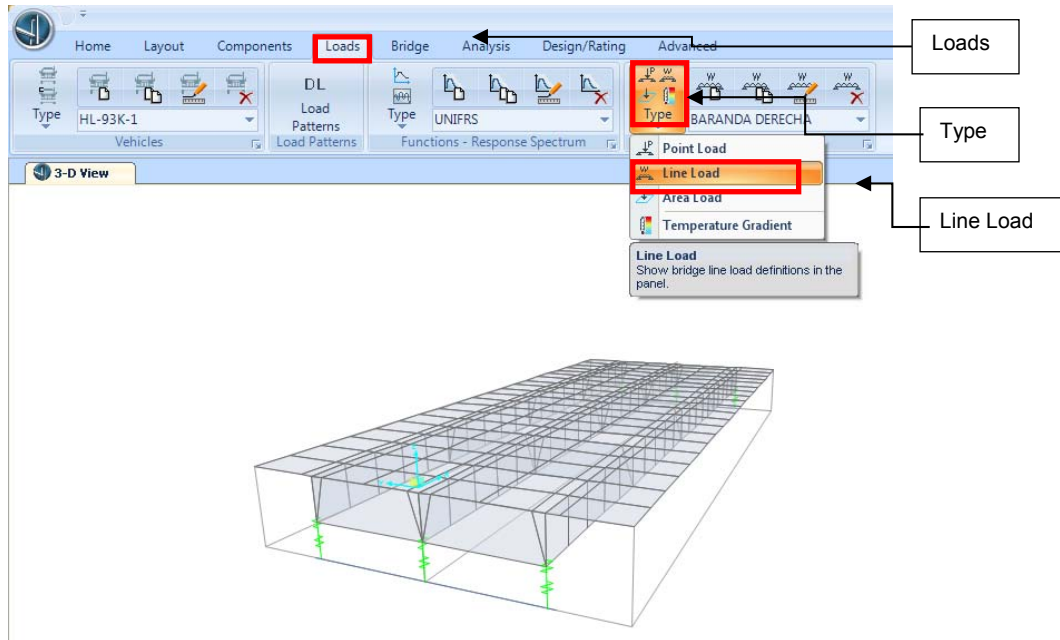 Home Layout Components Loads Bridge Analysis Design/Rating Advanced
Loads
Type
HL-93K-1
Vehicles
DL
Load
Patterns
Load Patterns
Type
UNIFRS
Functions - Response Spectrum
Type
BARANDA DERECHA
Type
3-D View
Point Load
Line Load
Area Load
Temperature Gradient
Line Load
Line Load
Show bridge line load definitions in the
panel.